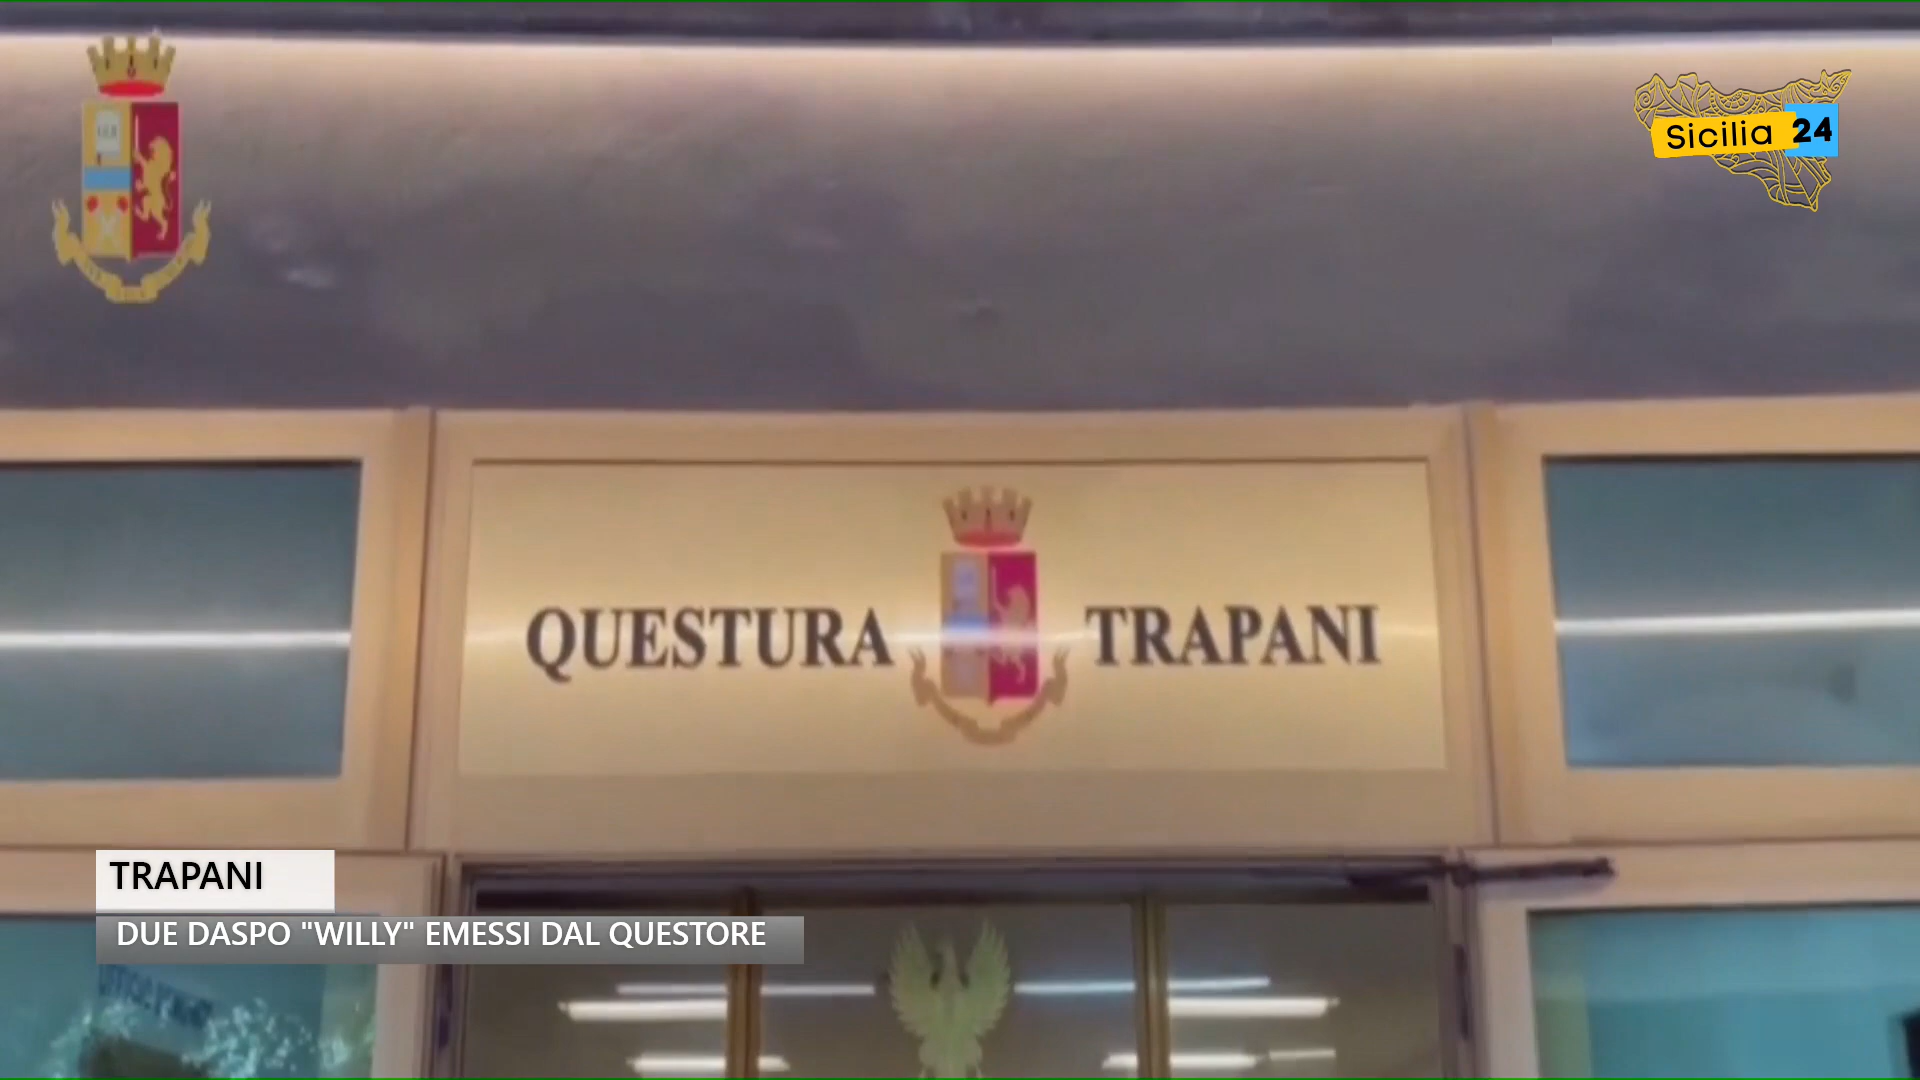 Sicilia 24
QUESTURA TRAPANI
TRAPANI
DUE DASPO "WILLY" EMESSI DAL QUESTORE